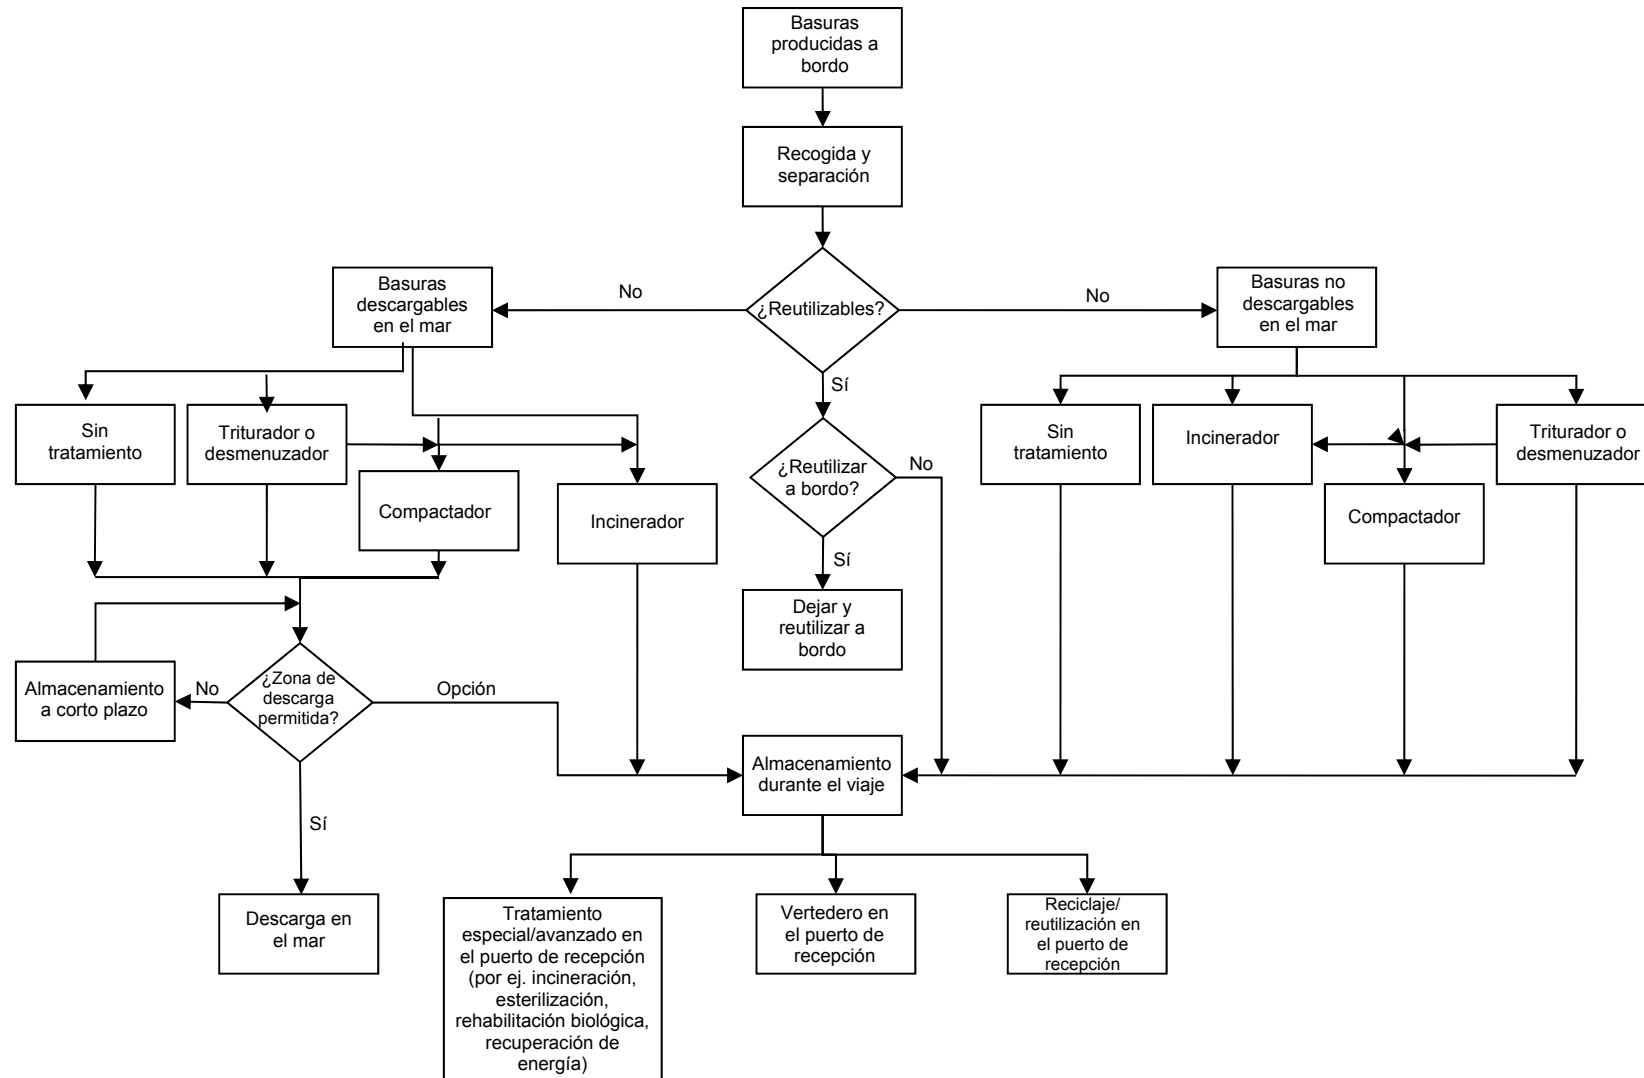 Basuras
producidas a
bordo
Recogida y
separación
Basuras
descargables
en el mar
No
¿Reutilizables?
No
Basuras no
descargables
en el mar
Sí
Sin
tratamiento
Triturador o
desmenuzador
Compactador
Incinerador
¿Reutilizar
a bordo?
No
Sin
tratamiento
Incinerador
Triturador o
desmenuzador
Compactador
Sí
Dejar y
reutilizar a
bordo
Almacenamiento
a corto plazo
No
¿Zona de
descarga
permitida?
Opción
Almacenamiento
durante el viaje
Sí
Descarga en
el mar
Tratamiento
especial/avanzado en
el puerto de recepción
(por ej. incineración,
esterilización,
rehabilitación biológica,
recuperación de
energía)
Vertedero en
el puerto de
recepción
Reciclaje/
reutilización en
el puerto de
recepción